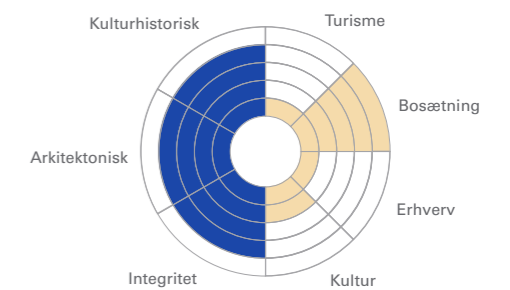 Kulturhistorisk
Turisme
Bosætning
Arkitektonisk
Erhverv
Integritet
Kultur